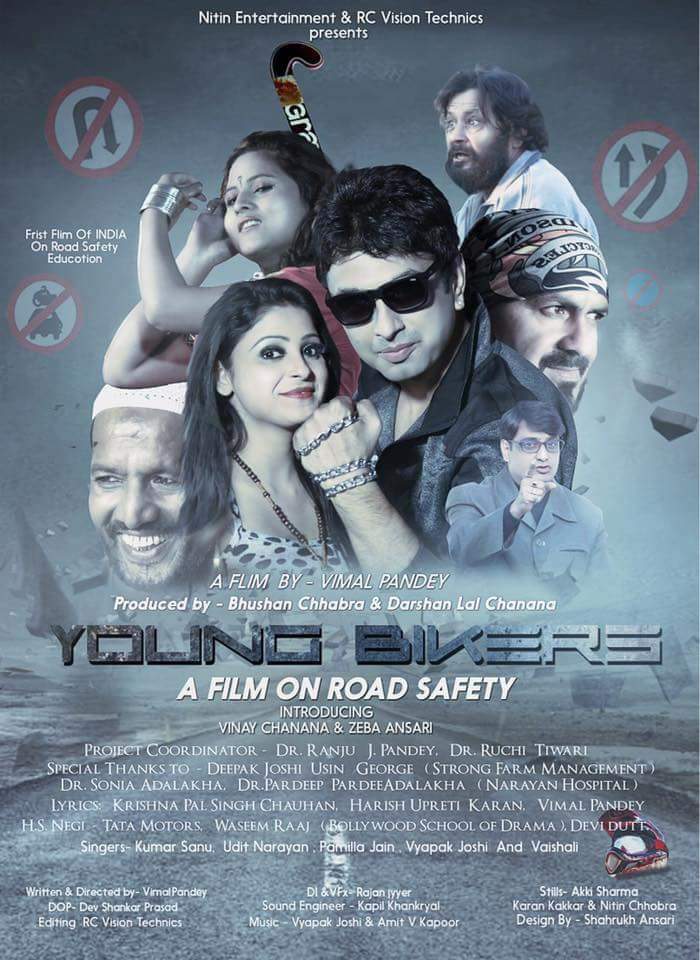 Nitin Entertainment & RC Vision Technics
presents
Frist Flim Of INDIA
On Road Safety
Educotion
A FLIM BY - VIMAL PANDEY
Produced by - Bhushan Chhabra & Darshan Lal Chanana
YOUNG BIKERS
A FILM ON ROAD SAFETY
INTRODUCING
VINAY CHANANA & ZEBA ANSARI
PROJECT COORDINATOR - DR. RANJU J. PANDEY, DR. RUCHI TIWARI
SPECIAL THANKS TO - DEEPAK JOSHI USIN GEORGE ( STRONG FARM MANAGEMENT )
DR. SONIA ADALAKHA, DR.PARDEEP PARDEEADALAKHA ( NARAYAN HOSPITAL )
LYRICS: KRISHNA PAL SINGH CHAUHAN, HARISH UPRETI KARAN, VIMAL PANDEY
H.S. NEGI - TATA MOTORS, WASEEM RAAJ ( BOLLYWOOD SCHOOL OF DRAMA ), DEVI DUTT,
Singers- Kumar Sanu, Udit Narayan , Pamilla Jain , Vyapak Joshi And Vaishali
Written & Directed by- VimalPandey
DOP- Dev Shankar Prasad
Editing RC Vision Technics
DI &VFx- Rajan jyyer
Sound Engineer - Kapil Khankryal
Music - Vyapak Joshi & Amit V Kapoor
Stills- Akki Sharma
Karan Kakkar & Nitin Chhobra
Design By - Shahrukh Ansari